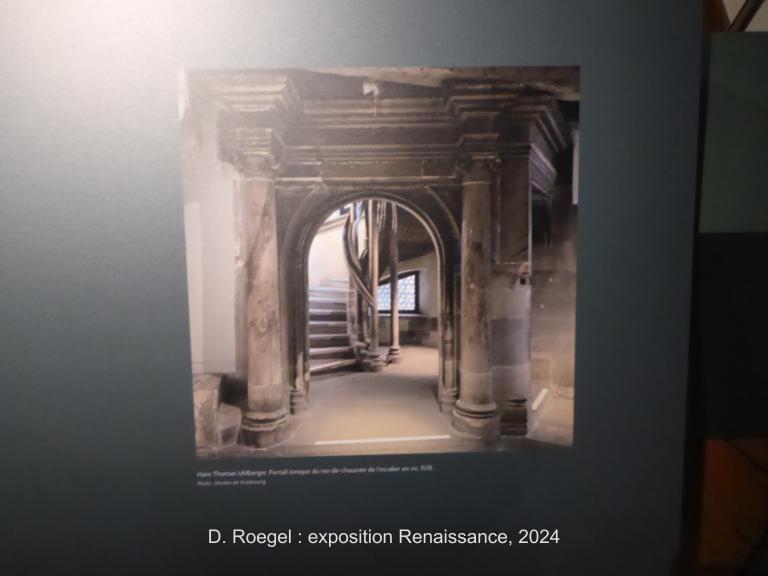 Hans Thoman Uhlberger. Portail ionique du rez-de-chaussée de l'escalier en vis. 1578.
Photo : Musées de Strasbourg
D. Roegel : exposition Renaissance, 2024